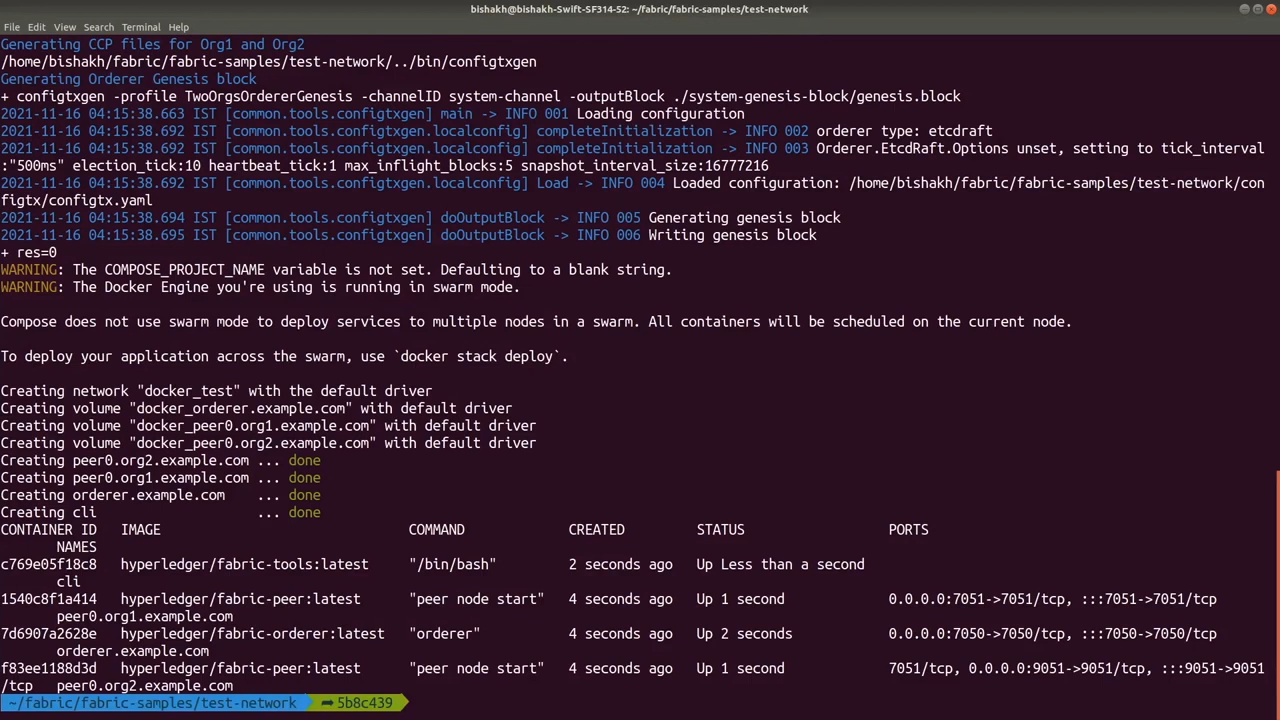 bishakh@bishakh-Swift-SF314-52: ~/fabric/fabric-samples/test-network
File Edit View Search Terminal Help
Generating CCP files for Org1 and Org2
/home/bishakh/fabric/fabric-samples/test-network/../bin/configtxgen
Generating Orderer Genesis block
+ configtxgen -profile TwoOrgsOrdererGenesis -channelID system-channel -outputBlock ./system-genesis-block/genesis.block
2021-11-16 04:15:38.663 IST [common.tools.configtxgen] main -> INFO 001 Loading configuration
2021-11-16 04:15:38.692 IST [common.tools.configtxgen.localconfig] completeInitialization -> INFO 002 orderer type: etcdraft
2021-11-16 04:15:38.692 IST [common.tools.configtxgen.localconfig] completeInitialization -> INFO 003 Orderer.EtcdRaft.Options unset, setting to tick_interval
:"500ms" election_tick:10 heartbeat_tick:1 max_inflight_blocks:5 snapshot_interval_size:16777216
2021-11-16 04:15:38.692 IST [common.tools.configtxgen.localconfig] Load -> INFO 004 Loaded configuration: /home/bishakh/fabric/fabric-samples/test-network/con
figtx/configtx.yaml
2021-11-16 04:15:38.694 IST [common.tools.configtxgen] doOutputBlock -> INFO 005 Generating genesis block
2021-11-16 04:15:38.695 IST [common.tools.configtxgen] doOutputBlock -> INFO 006 Writing genesis block
+ res=0
WARNING: The COMPOSE_PROJECT_NAME variable is not set. Defaulting to a blank string.
WARNING: The Docker Engine you're using is running in swarm mode.
Compose does not use swarm mode to deploy services to multiple nodes in a swarm. All containers will be scheduled on the current node.
To deploy your application across the swarm, use `docker stack deploy`.
Creating network "docker_test" with the default driver
Creating volume "docker_orderer.example.com" with default driver
Creating volume "docker_peer0.org1.example.com" with default driver
Creating volume "docker_peer0.org2.example.com" with default driver
Creating peer0.org2.example.com ... done
Creating peer0.org1.example.com ... done
Creating orderer.example.com    ... done
Creating cli                    ... done
CONTAINER ID   IMAGE                               COMMAND             CREATED         STATUS                  PORTS
       NAMES
c769e05f18c8   hyperledger/fabric-tools:latest     "/bin/bash"         2 seconds ago   Up Less than a second
       cli
1540c8f1a414   hyperledger/fabric-peer:latest      "peer node start"   4 seconds ago   Up 1 second             0.0.0.0:7051->7051/tcp, :::7051->7051/tcp
       peer0.org1.example.com
7d6907a2628e   hyperledger/fabric-orderer:latest   "orderer"           4 seconds ago   Up 2 seconds            0.0.0.0:7050->7050/tcp, :::7050->7050/tcp
       orderer.example.com
f83ee1188d3d   hyperledger/fabric-peer:latest      "peer node start"   4 seconds ago   Up 1 second             7051/tcp, 0.0.0.0:9051->9051/tcp, :::9051->9051
/tcp   peer0.org2.example.com
~/fabric/fabric-samples/test-network ➦ 5b8c439